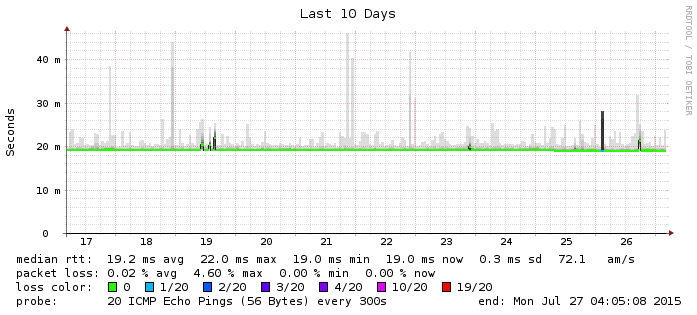 Last 10 Days
RRDTOOL / TOBI OETIKER
Seconds
40 m
30 m
20 m
10 m
0
17 18 19 20 21 22 23 24 25 26
median rtt: 19.2 ms avg 22.0 ms max 19.0 ms min 19.0 ms now 0.3 ms sd 72.1 am/s
packet loss: 0.02 % avg 4.60 % max 0.00 % min 0.00 % now
loss color: 0 1/20 2/20 3/20 4/20 10/20 19/20
probe: 20 ICMP Echo Pings (56 Bytes) every 300s end: Mon Jul 27 04:05:08 2015